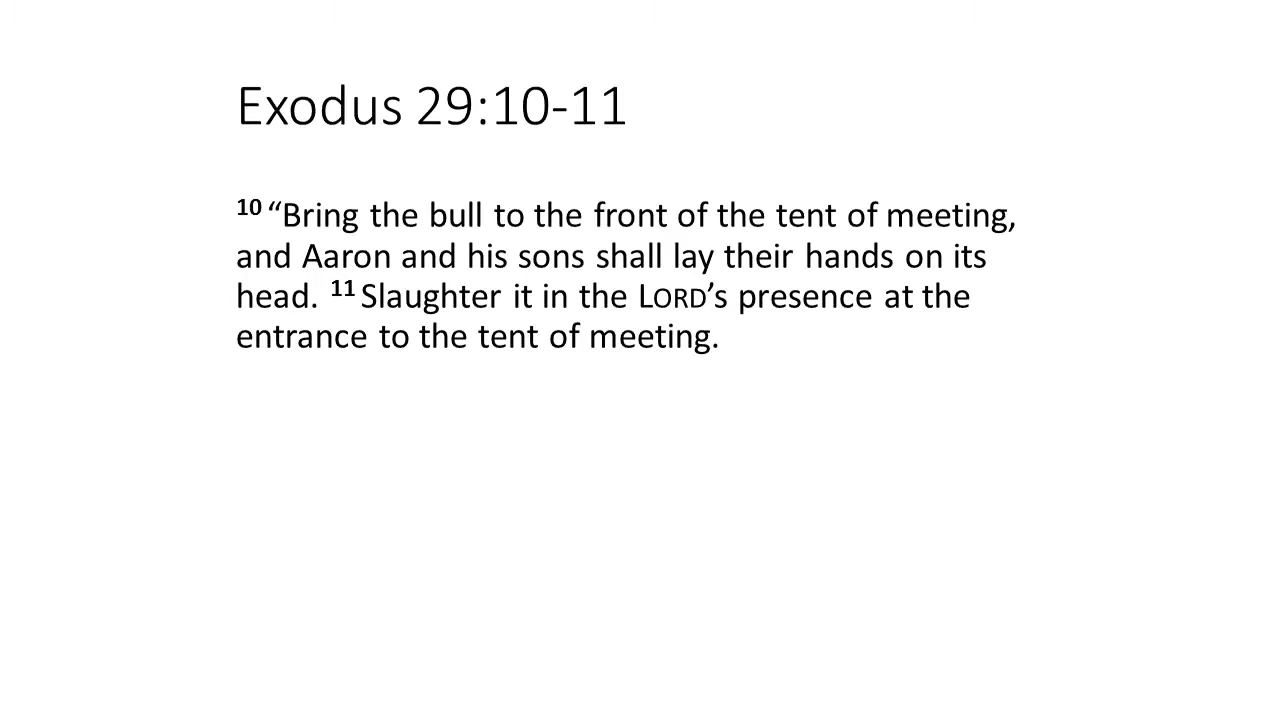 Exodus 29:10-11
10 “Bring the bull to the front of the tent of meeting,
and Aaron and his sons shall lay their hands on its
head. 11 Slaughter it in the LORD’s presence at the
entrance to the tent of meeting.